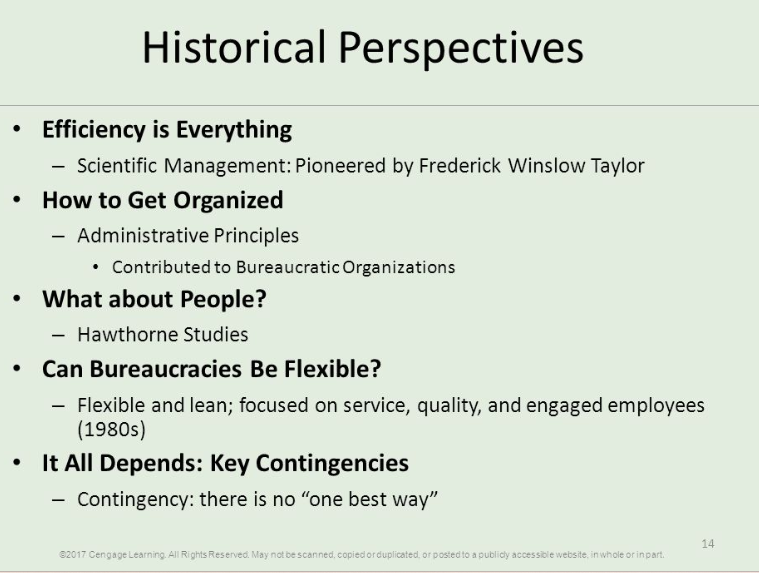 Historical Perspectives
• Efficiency is Everything
– Scientific Management: Pioneered by Frederick Winslow Taylor
• How to Get Organized
– Administrative Principles
• Contributed to Bureaucratic Organizations
• What about People?
– Hawthorne Studies
• Can Bureaucracies Be Flexible?
– Flexible and lean; focused on service, quality, and engaged employees
(1980s)
• It All Depends: Key Contingencies
– Contingency: there is no “one best way”
14
©2017 Cengage Learning. All Rights Reserved. May not be scanned, copied or duplicated, or posted to a publicly accessible website, in whole or in part.